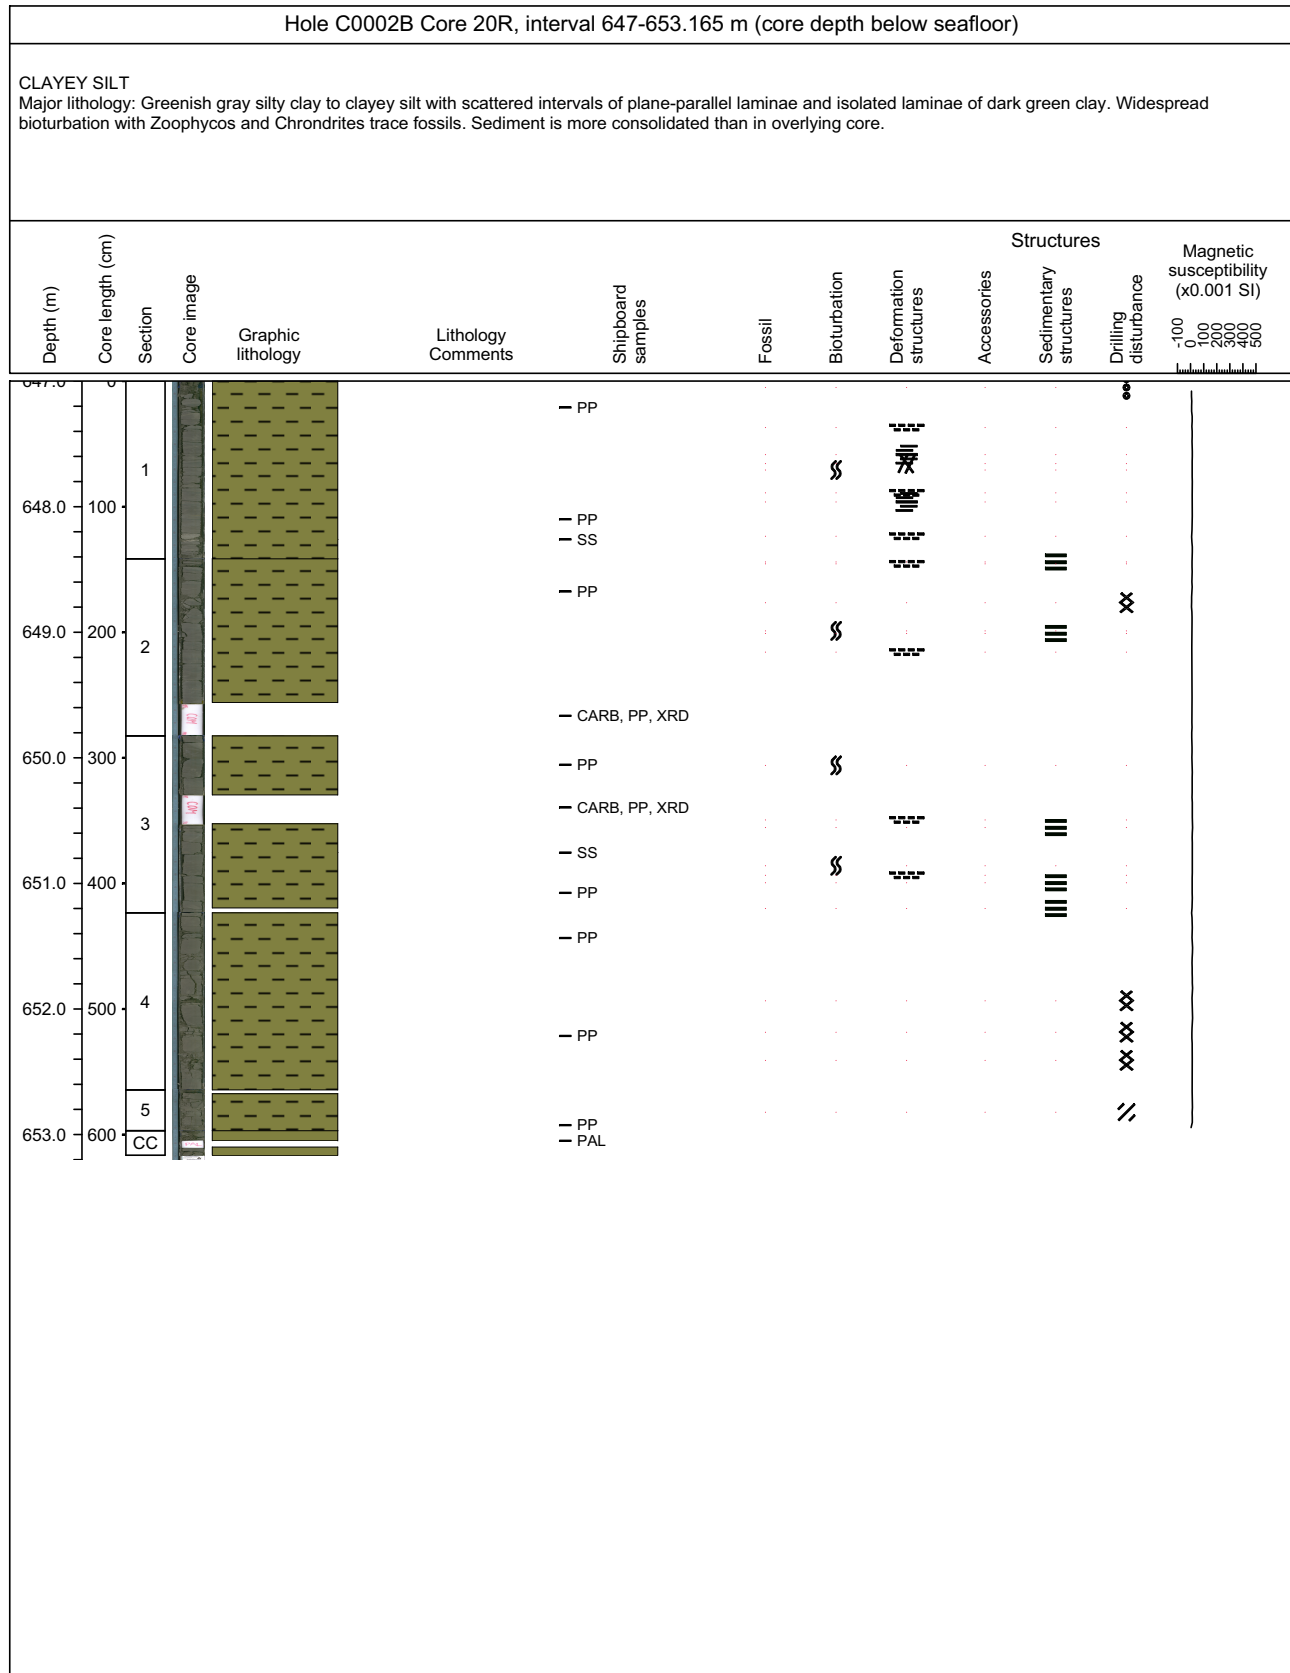 Hole C0002B Core 20R, interval 647-653.165 m (core depth below seafloor)
CLAYEY SILT
Major lithology: Greenish gray silty clay to clayey silt with scattered intervals of plane-parallel laminae and isolated laminae of dark green clay. Widespread
bioturbation with Zoophycos and Chrondrites trace fossils. Sediment is more consolidated than in overlying core.
Depth (m)
Core length (cm)
Section
Core image
Graphic
lithology
Lithology
Comments
Shipboard
samples
Fossil
Bioturbation
Structures
Deformation
structures
Accessories
Sedimentary
structures
Drilling
disturbance
Magnetic
susceptibility
(x0.001 SI)
-100
0
100
200
300
400
500
647.0 0
PP
1
648.0 100
PP
SS
PP
649.0 200
2
CARB, PP, XRD
COM
650.0 300
PP
CARB, PP, XRD
COM
3
SS
651.0 400
PP
PP
652.0 500
4
PP
5
PP
653.0 600
CC
PAL